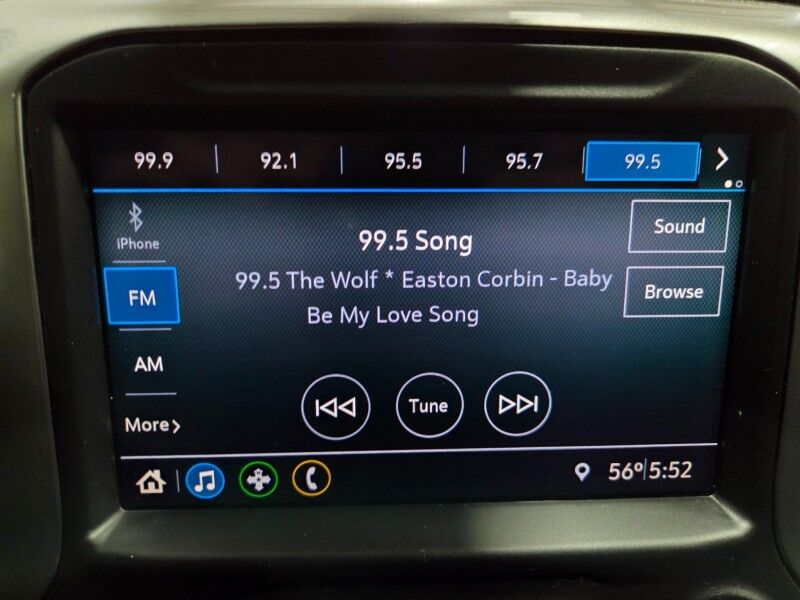 99.9 92.1 95.5 95.7 99.5
iPhone
Sound
99.5 Song
FM
99.5 The Wolf * Easton Corbin - Baby
Be My Love Song
Browse
AM
Tune
More
56° 5:52